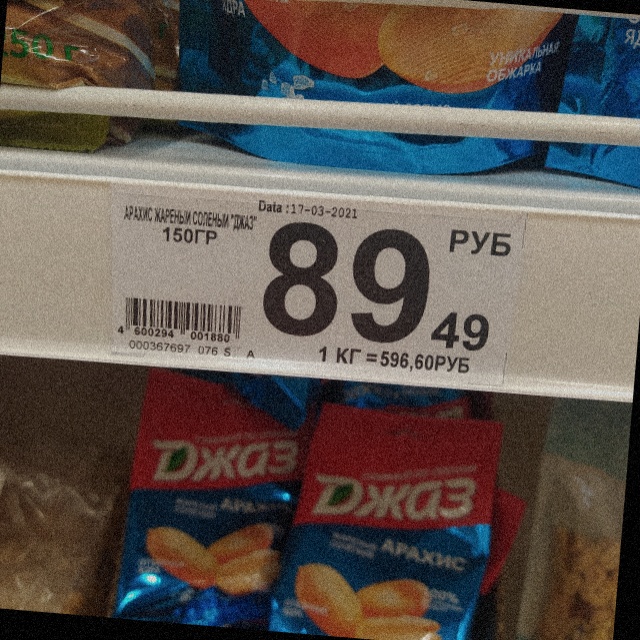 50 г
УНИКАЛЬНАЯ
ОБЖАРКА
Data :17-03-2021
АРАХИС ЖАРЕНЫЙ СОЛЕНЫЙ "ДЖАЗ"
150ГР
89 49
РУБ
4 600294 001880
000367697 076 S A
1 КГ =596,60РУБ
Джаз
АРАХИС
Джаз
АРАХИС